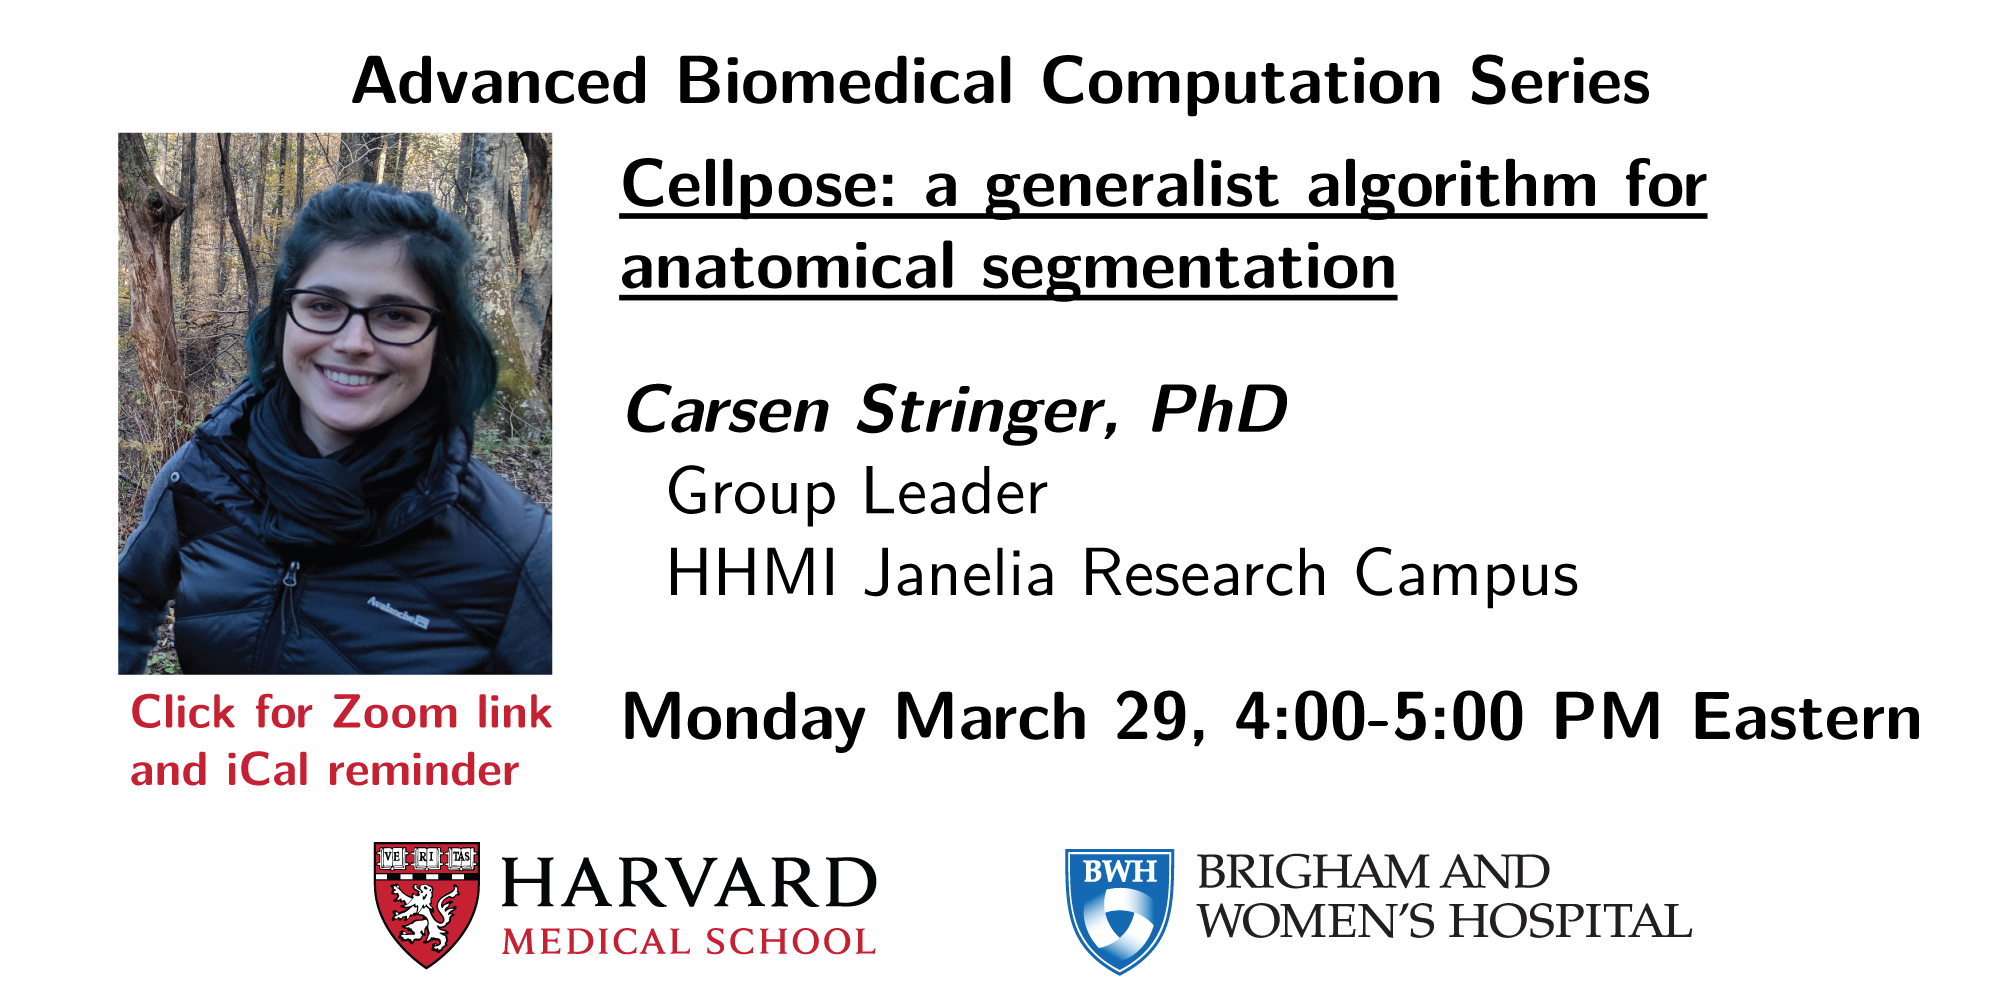 Advanced Biomedical Computation Series
Cellpose: a generalist algorithm for
anatomical segmentation
Carsen Stringer, PhD
Group Leader
HHMI Janelia Research Campus
Avalanche
Click for Zoom link
and iCal reminder
Monday March 29, 4:00-5:00 PM Eastern
VE RI TAS
HARVARD
MEDICAL SCHOOL
BWH
BRIGHAM AND
WOMEN'S HOSPITAL